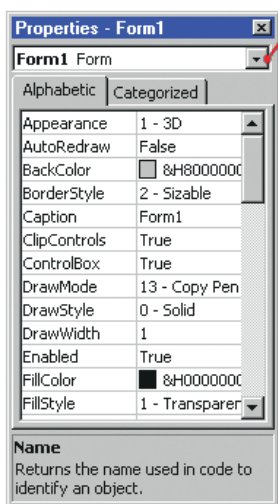 Properties - Form1
Form1 Form
Alphabetic Categorized
Appearance 1 - 3D
AutoRedraw False
BackColor &H8000000
BorderStyle 2 - Sizable
Caption Form1
ClipControls True
ControlBox True
DrawMode 13 - Copy Pen
DrawStyle 0 - Solid
DrawWidth 1
Enabled True
FillColor &H0000000
FillStyle 1 - Transparen
Name
Returns the name used in code to
identify an object.